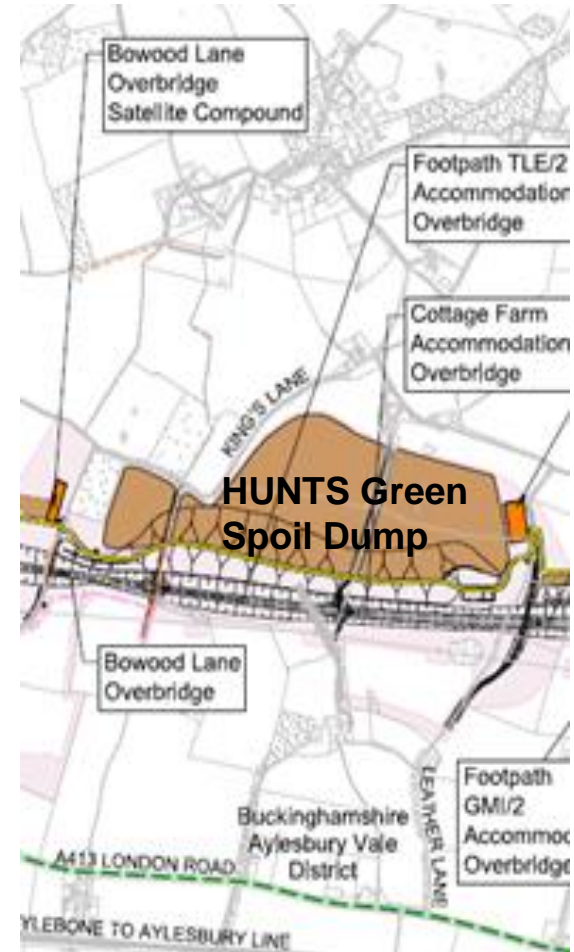 Bowood Lane
Overbridge
Satellite Compound
Footpath TLE/2
Accommodation
Overbridge
Cottage Farm
Accommodation
Overbridge
KING'S LANE
HUNTS Green
Spoil Dump
Bowood Lane
Overbridge
LEATHER LANE
Footpath
GMI/2
Accommod
Overbridge
Buckinghamshire
Aylesbury Vale
District
A413 LONDON ROAD
YLEBONE TO AYLESBURY LINE